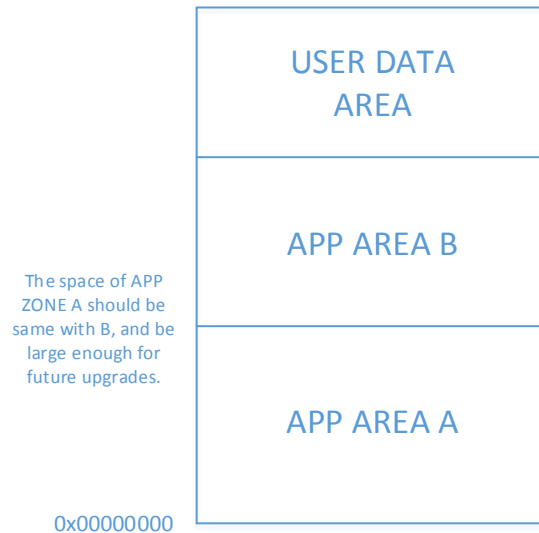 USER DATA
AREA
APP AREA B
The space of APP
ZONE A should be
same with B, and be
large enough for
future upgrades.
APP AREA A
0x00000000